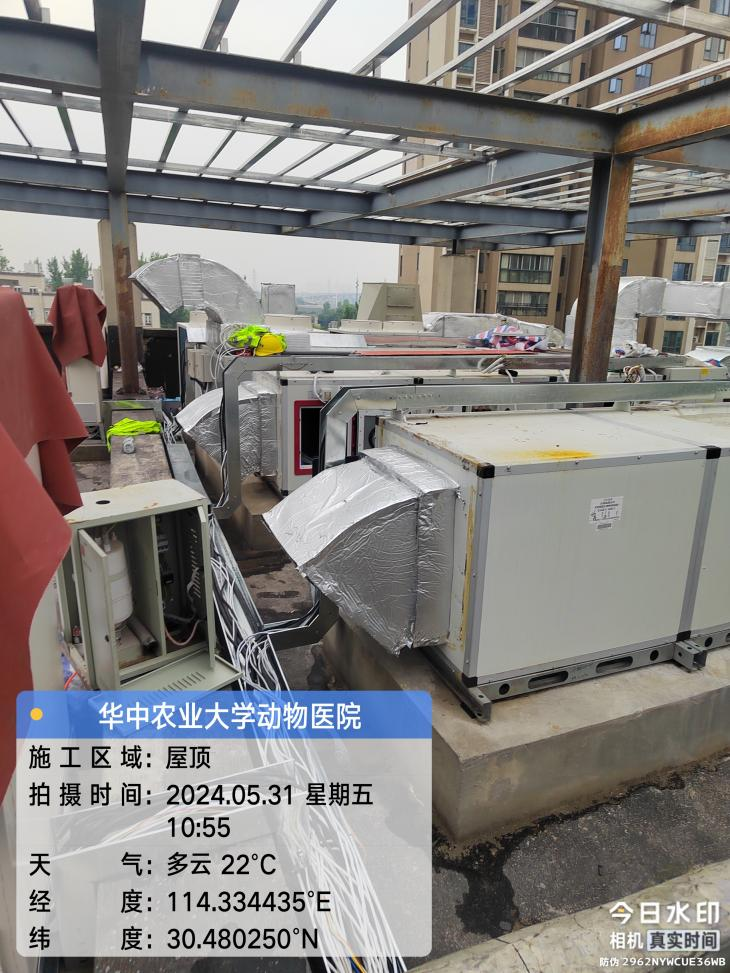 华中农业大学动物医院
施工区域：屋顶
拍摄时间：2024.05.31 星期五
10:55
天气：多云 22°C
经度：114.334435°E
纬度：30.480250°N
今日水印
相机 真实时间
防伪 2962NYWCUE36WB